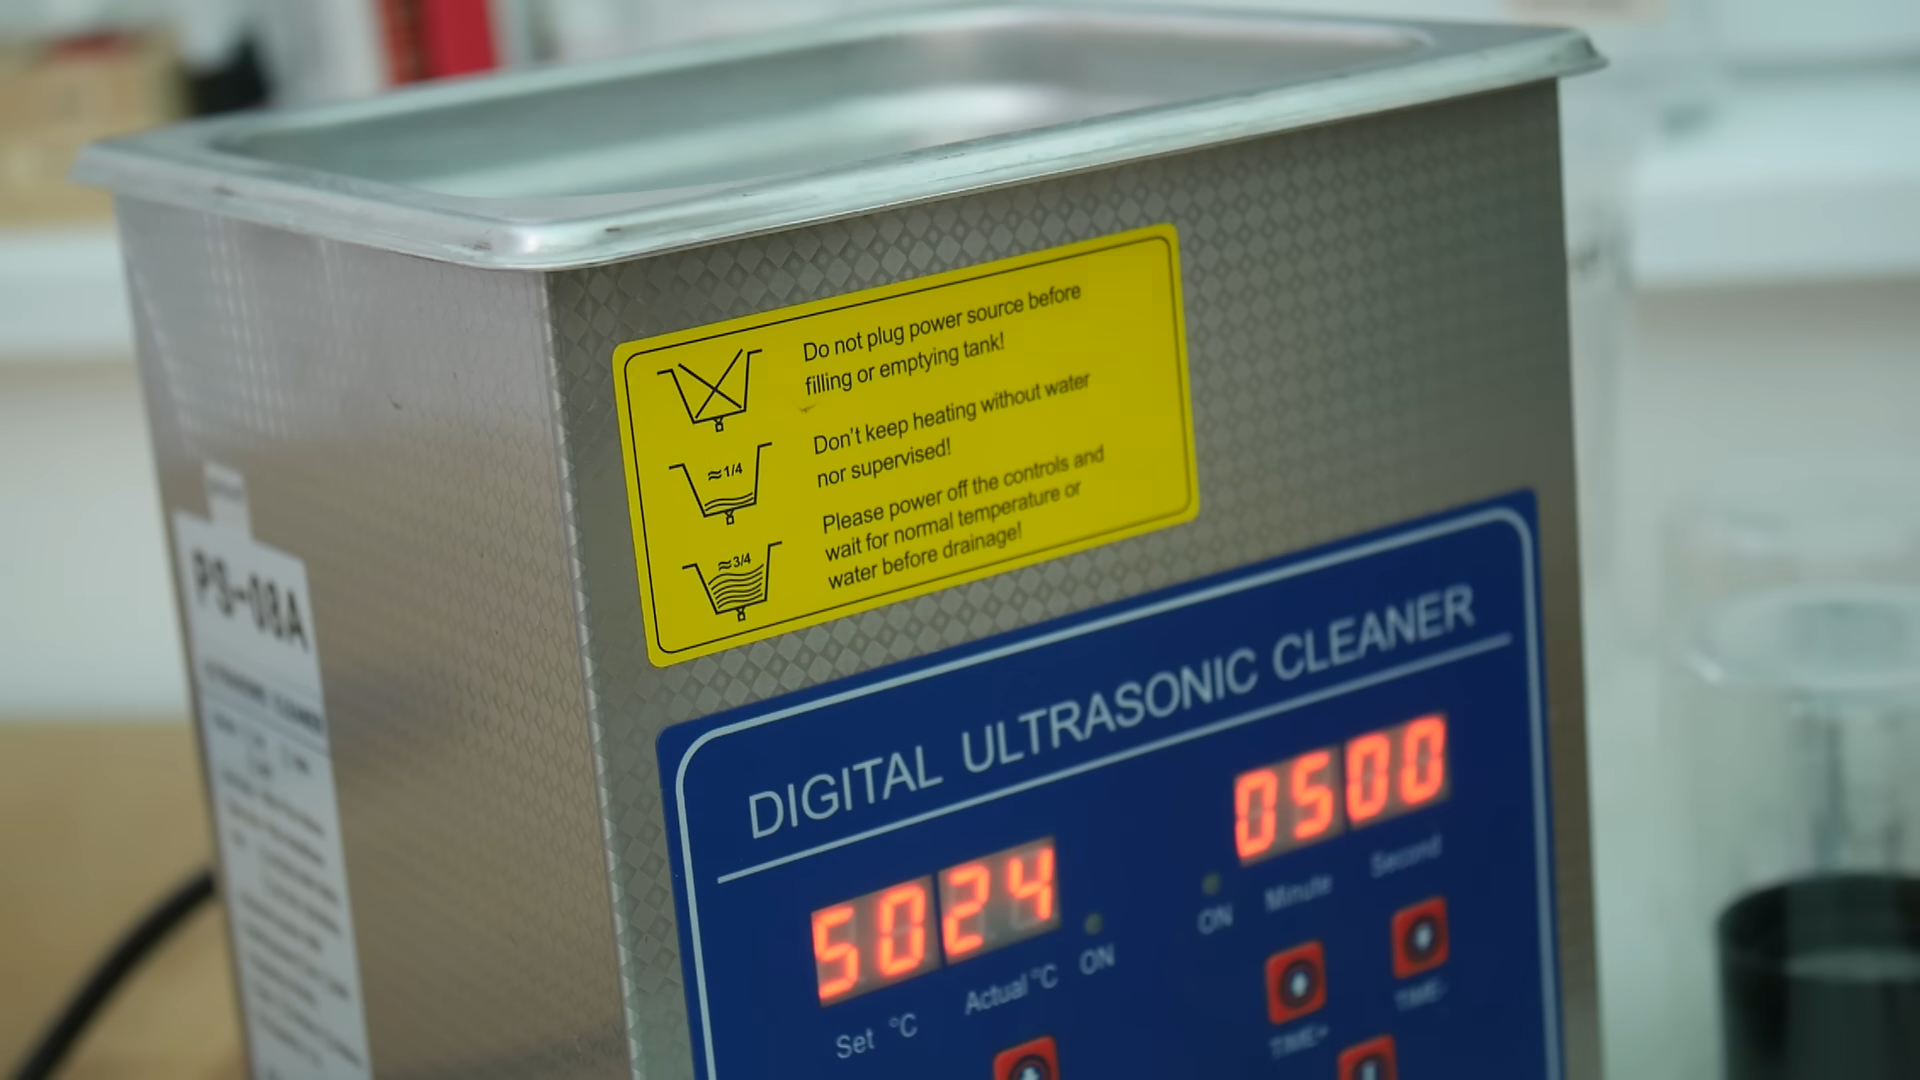 Do not plug power source before
filling or emptying tank!
≈1/4
Don't keep heating without water
nor supervised!
≈3/4
Please power off the controls and
wait for normal temperature or
water before drainage!
PS-08A
DIGITAL ULTRASONIC CLEANER
5024
0500
Set °C
Actual °C
ON
ON
Minute
Second
TIME+
TIME-